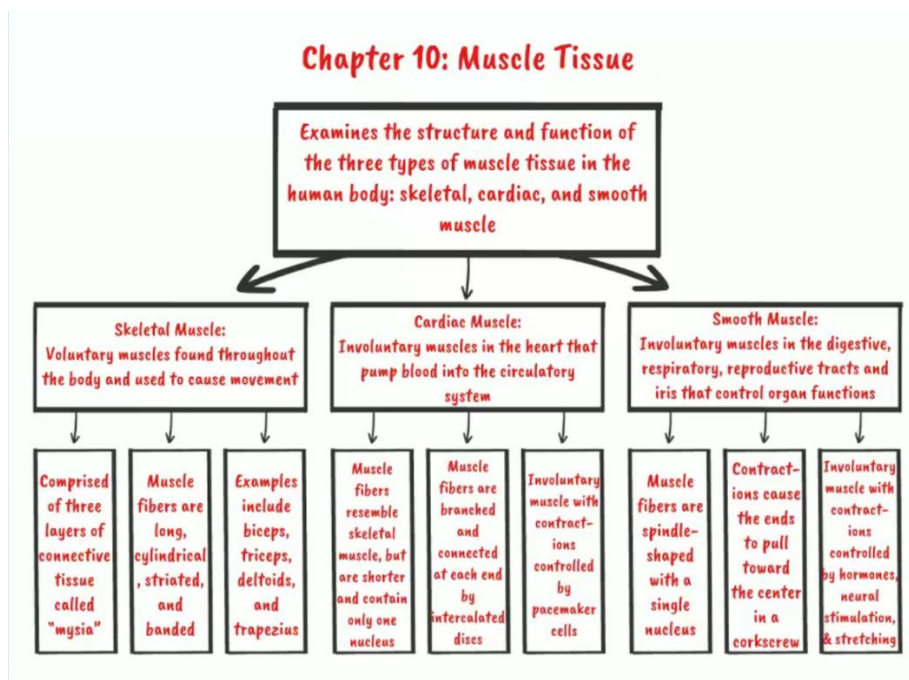 Chapter 10: Muscle Tissue
Examines the structure and function of
the three types of muscle tissue in the
human body: skeletal, cardiac, and smooth
muscle
Skeletal Muscle:
Voluntary muscles found throughout
the body and used to cause movement
Cardiac Muscle:
Involuntary muscles in the heart that
pump blood into the circulatory
system
Smooth Muscle:
Involuntary muscles in the digestive,
respiratory, reproductive tracts and
iris that control organ functions
Comprised
of three
layers of
connective
tissue
called
"mysia"
Muscle
fibers are
long,
cylindrical
, striated,
and
banded
Examples
include
biceps,
triceps,
deltoids,
and
trapezius
Muscle
fibers
resemble
skeletal
muscle, but
are shorter
and contain
only one
nucleus
Muscle
fibers are
branched
and
connected
at each end
by
intercalated
discs
Involuntary
muscle with
contract-
ions
controlled
by
pacemaker
cells
Muscle
fibers are
spindle-
shaped
with a
single
nucleus
Contract-
ions cause
the ends
to pull
toward
the center
in a
corkscrew
Involuntary
muscle with
contract-
ions
controlled
by hormones,
neural
stimulation,
& stretching